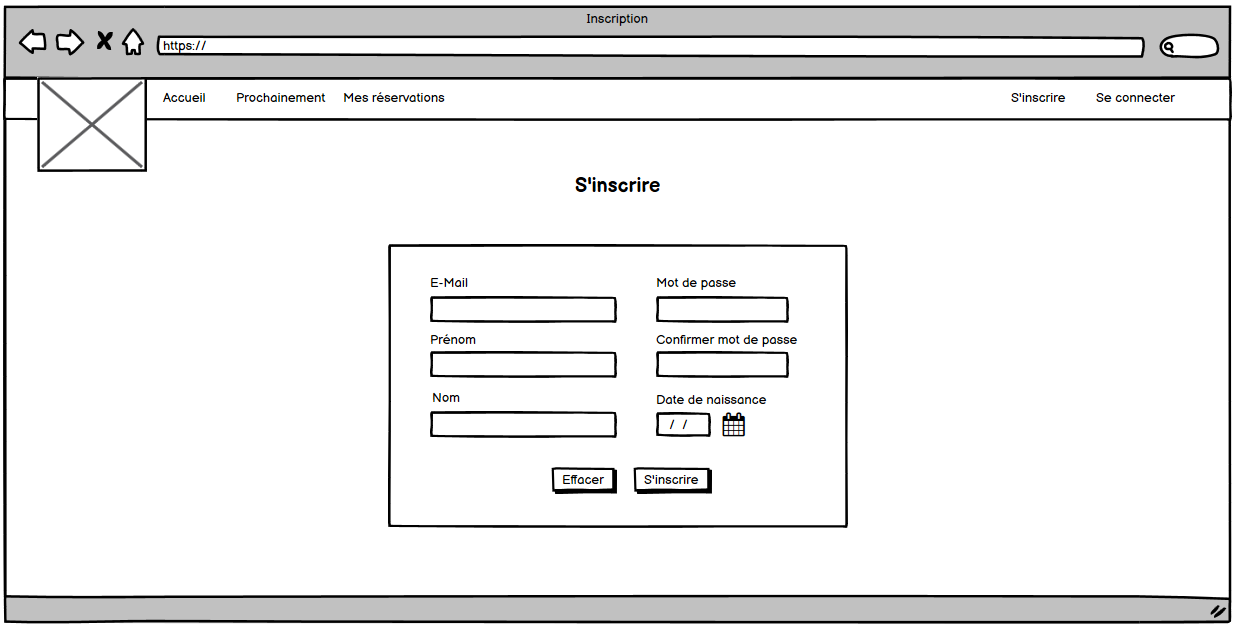 Inscription
https://
Accueil Prochainement Mes réservations S'inscrire Se connecter
S'inscrire
E-Mail Mot de passe
Prénom Confirmer mot de passe
Nom Date de naissance
/ /
Effacer S'inscrire